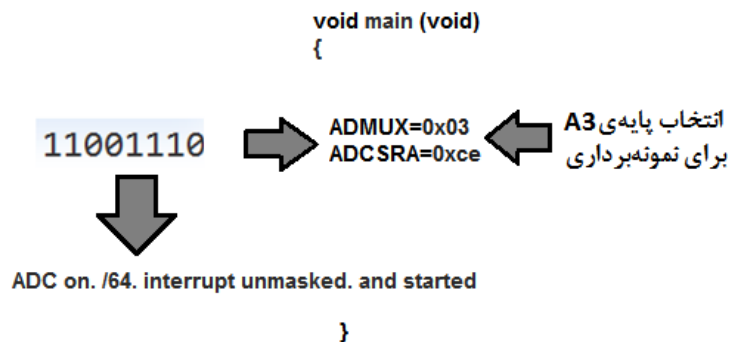 void main (void)
{
11001110
ADMUX=0x03
ADCSRA=0xce
انتخاب پایه‌ی A3
برای نمونه‌برداری
ADC on. /64. interrupt unmasked. and started
}